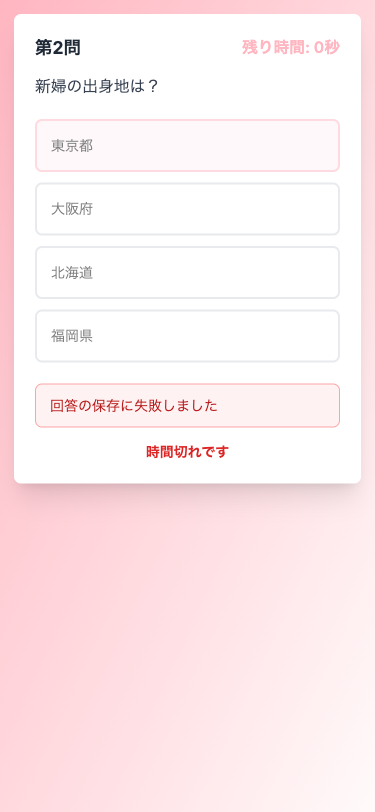 第2問
残り時間: 0秒
新婦の出身地は？
東京都
大阪府
北海道
福岡県
回答の保存に失敗しました
時間切れです